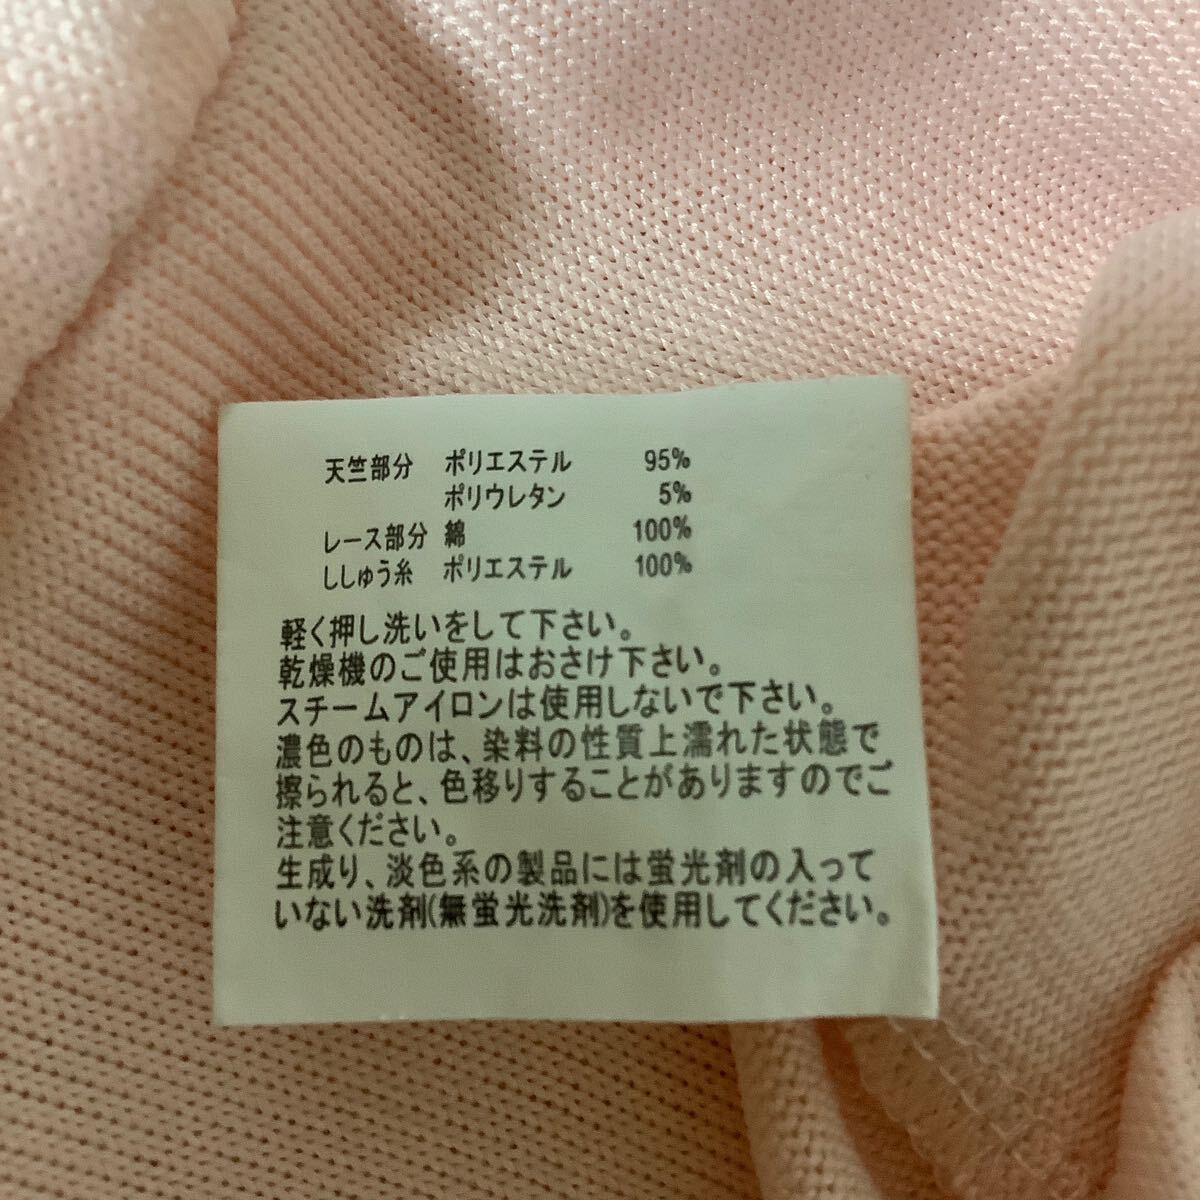 天竺部分 ポリエステル 95%
ポリウレタン 5%
レース部分 綿 100%
ししゅう糸 ポリエステル 100%
軽く押し洗いをして下さい。
乾燥機のご使用はおさけ下さい。
スチームアイロンは使用しないで下さい。
濃色のものは、染料の性質上濡れた状態で
擦られると、色移りすることがありますのでご
注意ください。
生成り、淡色系の製品には蛍光剤の入って
いない洗剤(無蛍光洗剤)を使用してください。